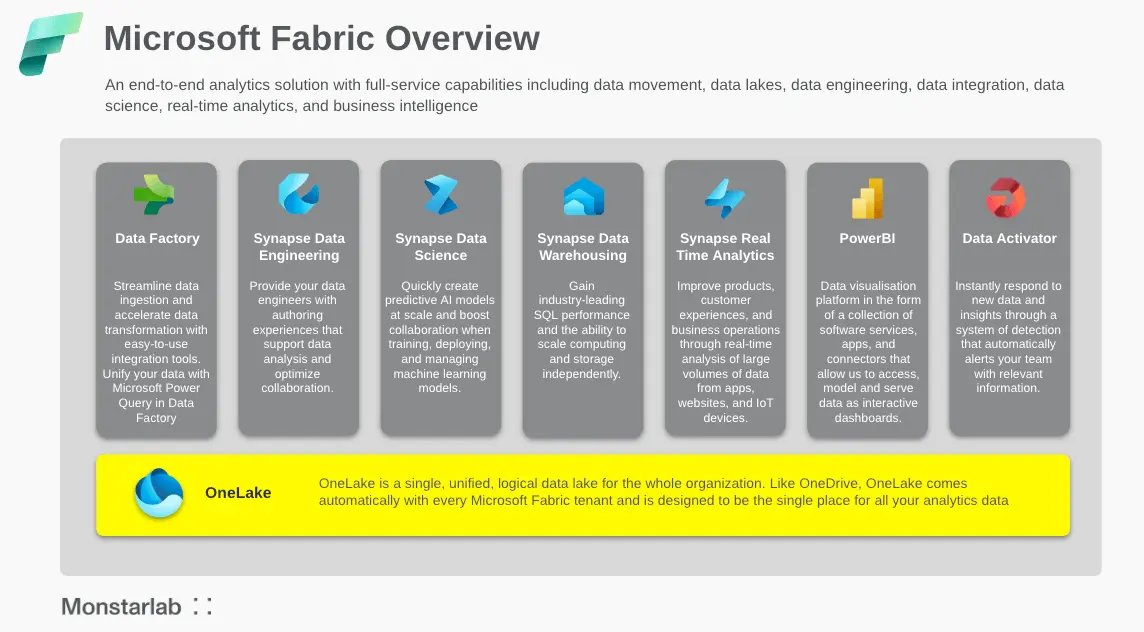 Microsoft Fabric Overview
An end-to-end analytics solution with full-service capabilities including data movement, data lakes, data engineering, data integration, data
science, real-time analytics, and business intelligence
Data Factory
Streamline data
ingestion and
accelerate data
transformation with
easy-to-use
integration tools.
Unify your data with
Microsoft Power
Query in Data
Factory
Synapse Data
Engineering
Provide your data
engineers with
authoring
experiences that
support data
analysis and
optimize
collaboration.
Synapse Data
Science
Quickly create
predictive AI models
at scale and boost
collaboration when
training, deploying,
and managing
machine learning
models.
Synapse Data
Warehousing
Gain
industry-leading
SQL performance
and the ability to
scale computing
and storage
independently.
Synapse Real
Time Analytics
Improve products,
customer
experiences, and
business operations
through real-time
analysis of large
volumes of data
from apps,
websites, and IoT
devices.
PowerBI
Data visualisation
platform in the form
of a collection of
software services,
apps, and
connectors that
allow us to access,
model and serve
data as interactive
dashboards.
Data Activator
Instantly respond to
new data and
insights through a
system of detection
that automatically
alerts your team
with relevant
information.
OneLake
OneLake is a single, unified, logical data lake for the whole organization. Like OneDrive, OneLake comes
automatically with every Microsoft Fabric tenant and is designed to be the single place for all your analytics data
Monstarlab